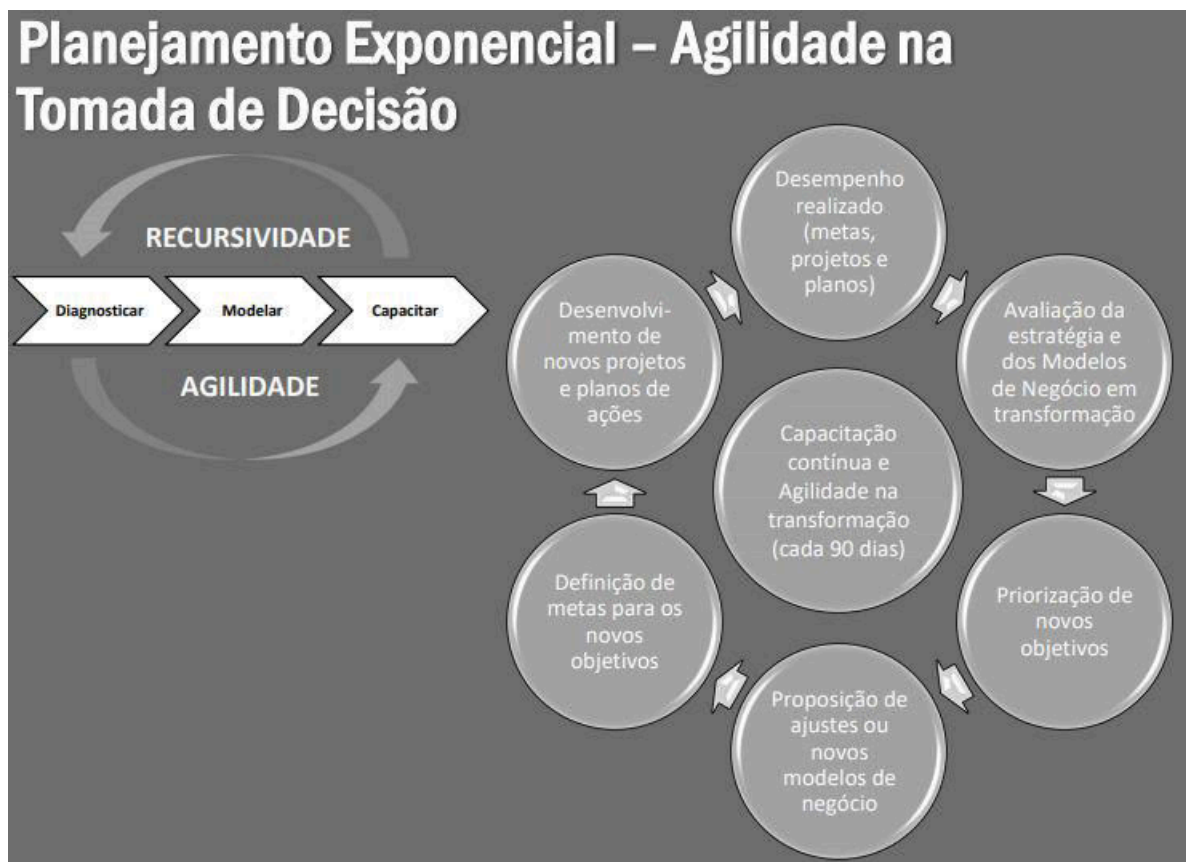 Planejamento Exponencial – Agilidade na
Tomada de Decisão
RECURSIVIDADE
Diagnosticar
Modelar
Capacitar
AGILIDADE
Desempenho
realizado
(metas,
projetos e
planos)
Avaliação da
estratégia e
dos Modelos
de Negócio em
transformação
Priorização de
novos
objetivos
Proposição de
ajustes ou
novos
modelos de
negócio
Definição de
metas para os
novos
objetivos
Desenvolvi-
mento de
novos projetos
e planos de
ações
Capacitação
contínua e
Agilidade na
transformação
(cada 90 dias)